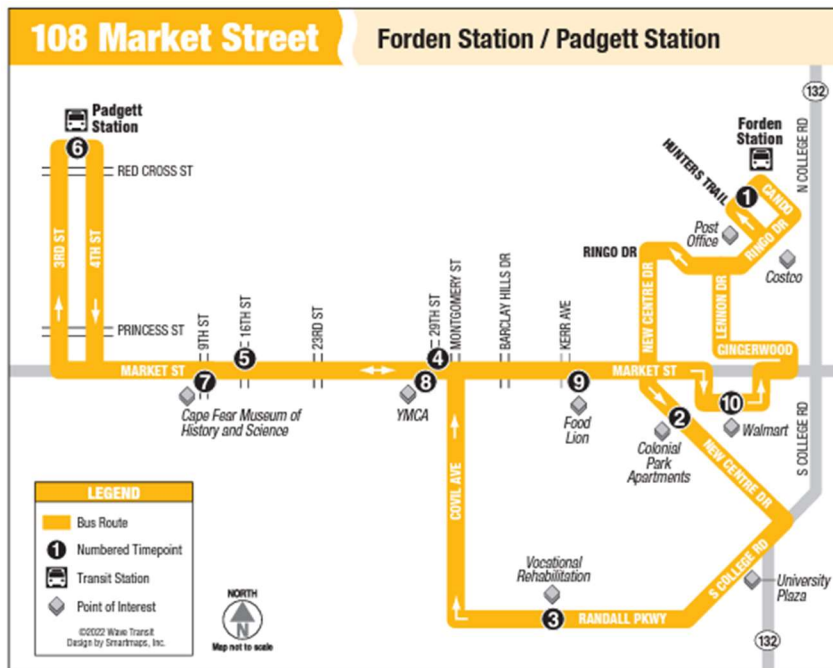 108 Market Street
Forden Station / Padgett Station
132
Padgett
Station
6
RED CROSS ST
3RD ST
4TH ST
PRINCESS ST
N COLLEGE RD
Forden
Station
HUNTERS TRAIL
1
CANDO
Post
Office
RINGO DR
Costco
RINGO DR
NEW CENTRE DR
LENNON DR
GINGERWOOD
9TH ST
16TH ST
23RD ST
29TH ST
MONTGOMERY ST
BARCLAY HILLS DR
KERR AVE
MARKET ST
5
4
7
8
9
MARKET ST
10
Cape Fear Museum of
History and Science
YMCA
Food
Lion
2
Colonial
Park
Apartments
Walmart
NEW CENTRE DR
S COLLEGE RD
COVIL AVE
Vocational
Rehabilitation
3
RANDALL PKWY
S COLLEGE RD
University
Plaza
132
LEGEND
Bus Route
1
Numbered Timepoint
Transit Station
Point of Interest
©2022 Wave Transit
Design by Smartmaps, Inc.
NORTH
N
Map not to scale